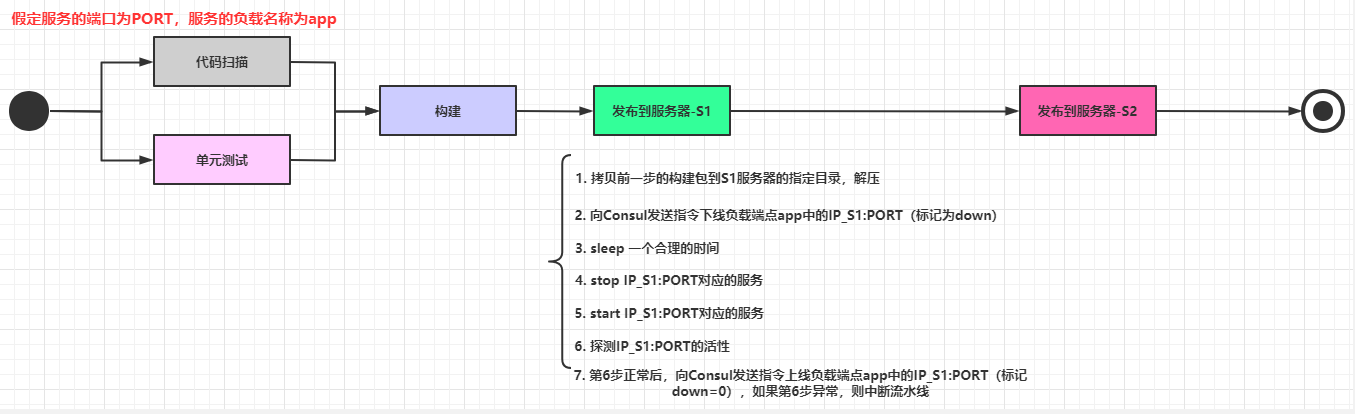 假定服务的端口为PORT，服务的负载名称为app
代码扫描
单元测试
构建
发布到服务器-S1
发布到服务器-S2
1. 拷贝前一步的构建包到S1服务器的指定目录，解压
2. 向Consul发送指令下线负载端点app中的IP_S1:PORT（标记为down）
3. sleep 一个合理的时间
4. stop IP_S1:PORT对应的服务
5. start IP_S1:PORT对应的服务
6. 探测IP_S1:PORT的活性
7. 第6步正常后，向Consul发送指令上线负载端点app中的IP_S1:PORT（标记
down=0），如果第6步异常，则中断流水线